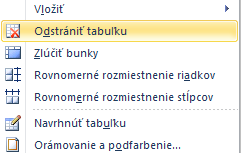 Vložiť
Odstrániť tabuľku
Zlúčiť bunky
Rovnomerné rozmiestnenie riadkov
Rovnomerné rozmiestnenie stĺpcov
Navrhnúť tabuľku
Orámovanie a podfarbenie...